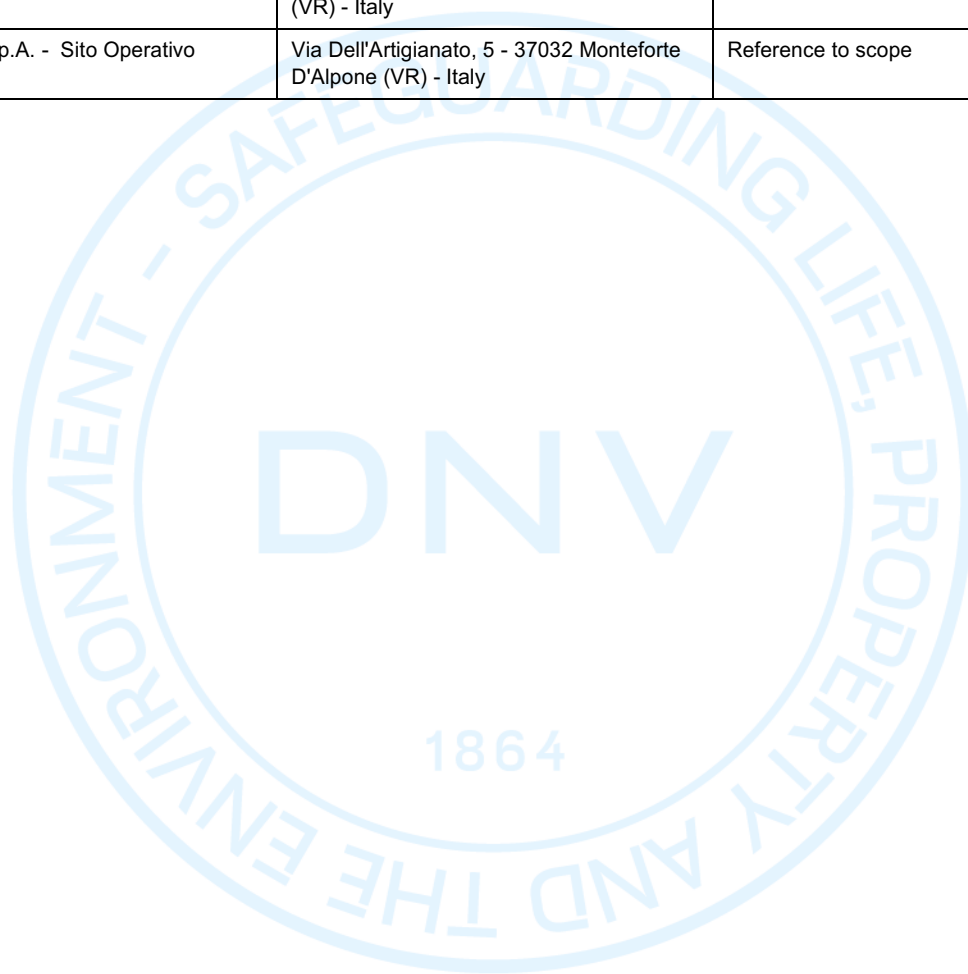 (VR) - Italy
p.A. - Sito Operativo
Via Dell'Artigianato, 5 - 37032 Monteforte
D'Alpone (VR) - Italy
Reference to scope
SAFEGUARDING LIFE, PROPERTY AND THE ENVIRONMENT -
DNV
1864